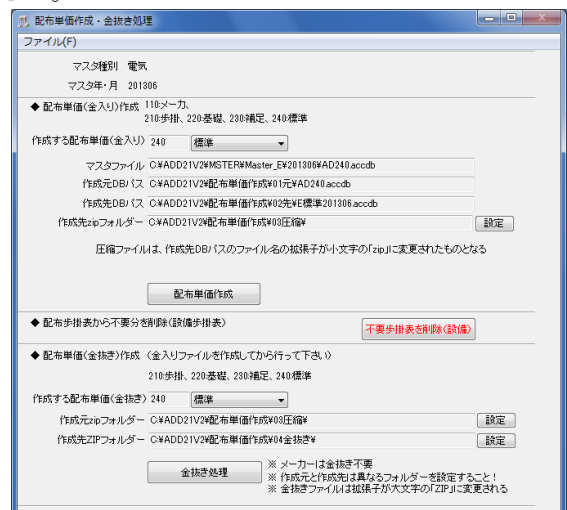 配布単価作成・金抜き処理
ファイル(F)
マスタ種別 電気
マスタ年・月 201306
◆ 配布単価(金入り)作成 110:メーカ、
210:歩掛、220:基礎、230:補足、240:標準
作成する配布単価(金入り) 240 標準
マスタファイル C:¥ADD21V2¥MSTER¥Master_E¥201306¥AD240.accdb
作成元DBパス C:¥ADD21V2¥配布単価作成¥01元¥AD240.accdb
作成先DBパス C:¥ADD21V2¥配布単価作成¥02先¥E標準201306.accdb
作成先zipフォルダー C:¥ADD21V2¥配布単価作成¥03圧縮¥ 設定
圧縮ファイルは、作成先DBパスのファイル名の拡張子が小文字の「zip」に変更されたものとなる
配布単価作成
◆ 配布歩掛表から不要分を削除(設備歩掛表) 不要歩掛表を削除(設備)
◆ 配布単価(金抜き)作成 (金入りファイルを作成してから行って下さい)
210:歩掛、220:基礎、230:補足、240:標準
作成する配布単価(金抜き) 240 標準
作成元zipフォルダー C:¥ADD21V2¥配布単価作成¥03圧縮¥ 設定
作成先ZIPフォルダー C:¥ADD21V2¥配布単価作成¥04金抜き¥ 設定
金抜き処理
※ メーカーは金抜き不要
※ 作成元と作成先は異なるフォルダーを設定すること!
※ 金抜きファイルは拡張子が大文字の「ZIP」に変更される